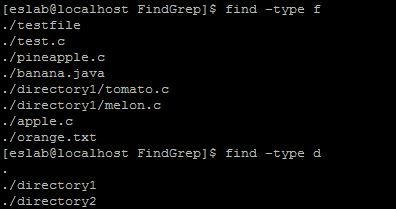 [eslab@localhost FindGrep]$ find -type f
./testfile
./test.c
./pineapple.c
./banana.java
./directory1/tomato.c
./directory1/melon.c
./apple.c
./orange.txt
[eslab@localhost FindGrep]$ find -type d
.
./directory1
./directory2